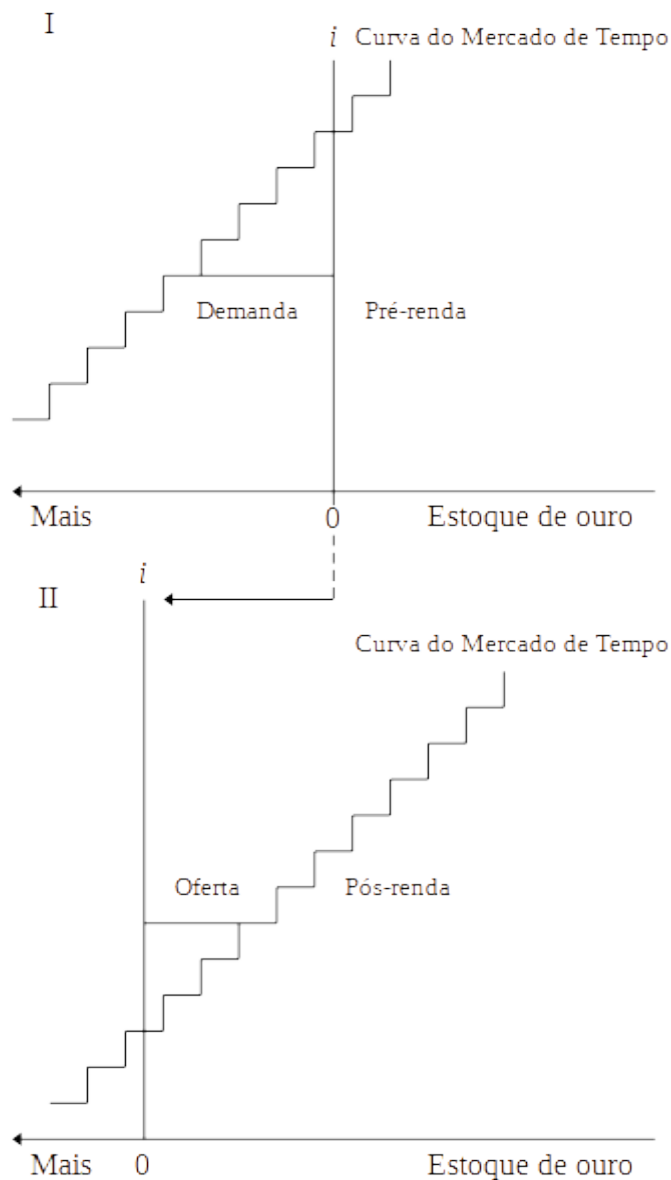 I
i Curva do Mercado de Tempo
Demanda Pré-renda
Mais 0 Estoque de ouro
i
II
Curva do Mercado de Tempo
Oferta Pós-renda
Mais 0 Estoque de ouro